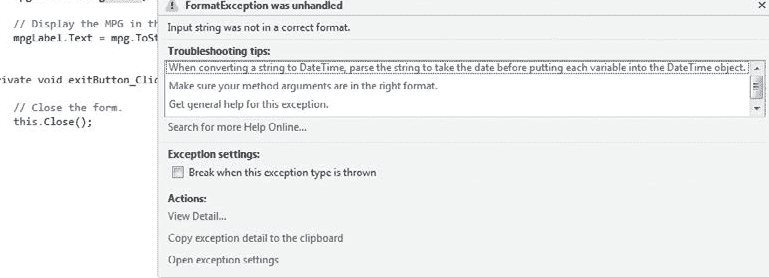 FormatException was unhandled
Input string was not in a correct format.
// Display the MPG in th
mpgLabel.Text = mpg.ToSt
Troubleshooting tips:
When converting a string to DateTime, parse the string to take the date before putting each variable into the DateTime object.
Make sure your method arguments are in the right format.
Get general help for this exception.
rivate void exitButton_Clic
// Close the form.
this.Close();
Search for more Help Online...
Exception settings:
Break when this exception type is thrown
Actions:
View Detail...
Copy exception detail to the clipboard
Open exception settings